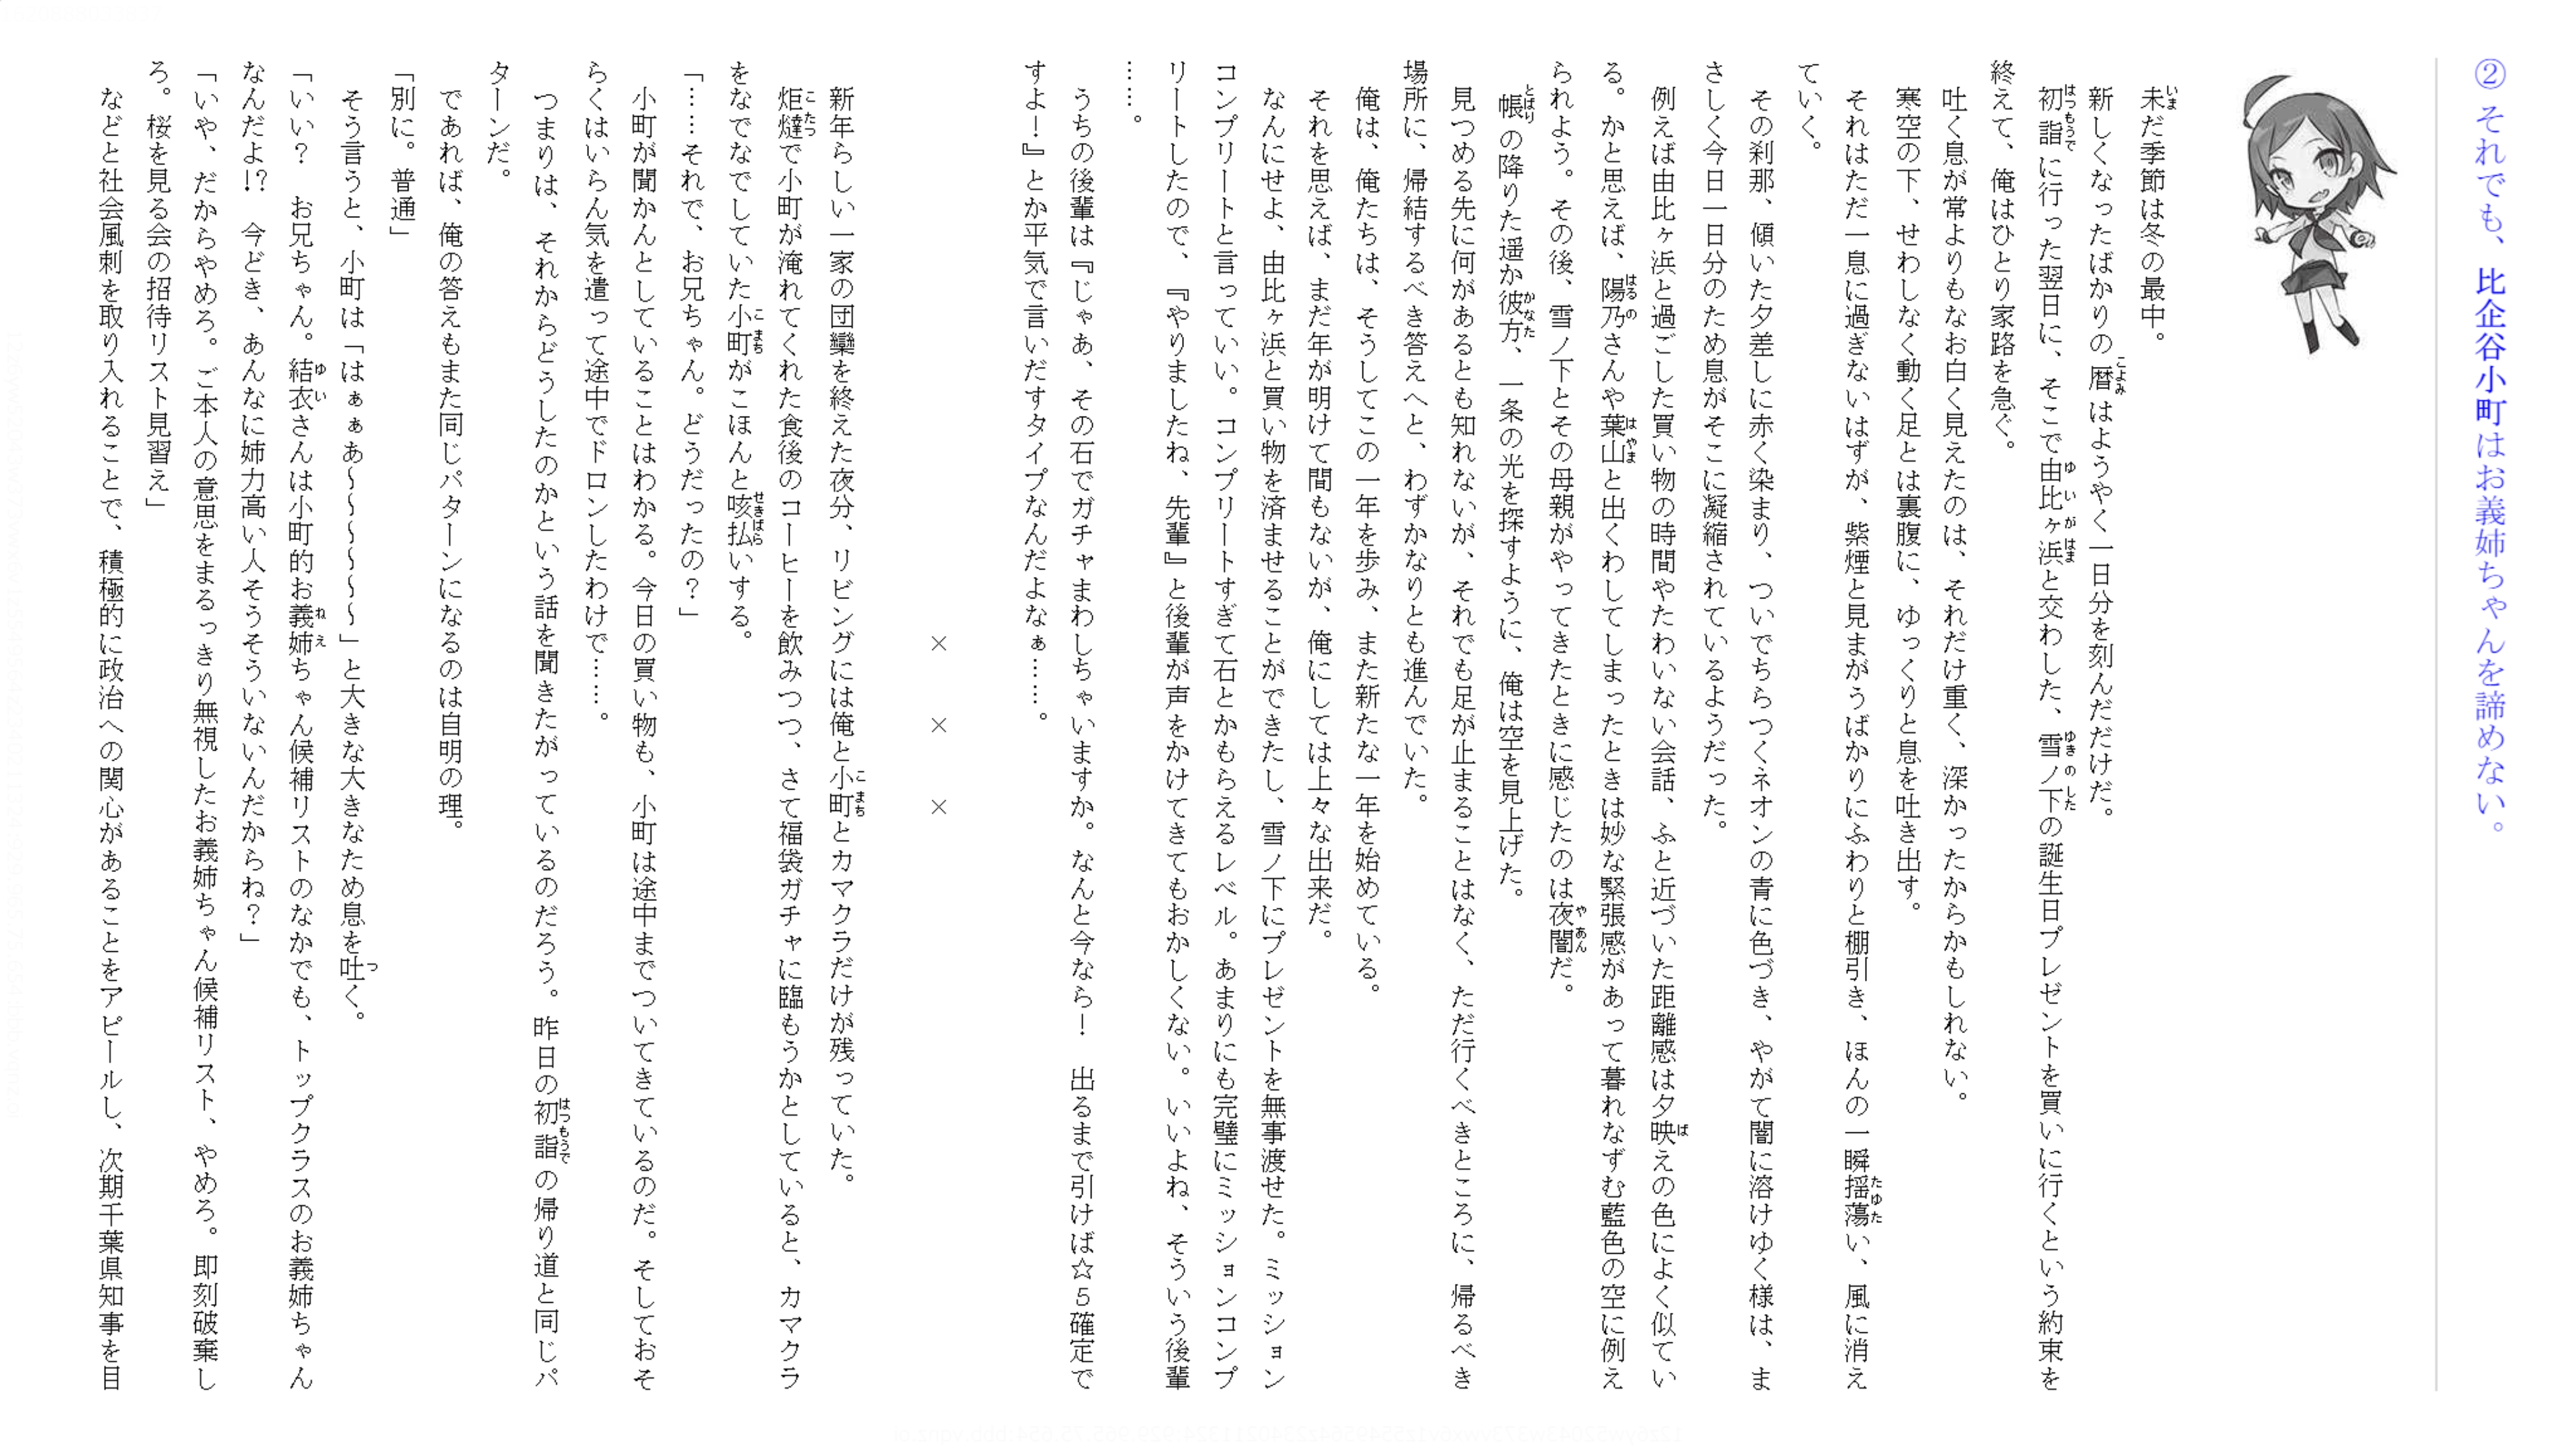 ② それでも、比企谷小町はお義姉ちゃんを諦めない。
未だ季節は冬の最中。
新しくなったばかりの暦はようやく一日分を刻んだだけだ。
初詣に行った翌日に、そこで由比ヶ浜と交わした、雪ノ下の誕生日プレゼントを買いに行くという約束を
終えて、俺はひとり家路を急ぐ。
吐く息が常よりもなお白く見えたのは、それだけ重く、深かったからかもしれない。
寒空の下、せわしなく動く足とは裏腹に、ゆっくりと息を吐き出す。
それはただ一息に過ぎないはずが、紫煙と見まがうばかりにふわりと棚引き、ほんの一瞬揺蕩い、風に消え
ていく。
その刹那、傾いた夕差しに赤く染まり、ついでちらつくネオンの青に色づき、やがて闇に溶けゆく様は、ま
さしく今日一日分のため息がそこに凝縮されているようだった。
例えば由比ヶ浜と過ごした買い物の時間やたわいない会話、ふと近づいた距離感は夕映えの色によく似てい
る。かと思えば、陽乃さんや葉山と出くわしてしまったときは妙な緊張感があって暮れなずむ藍色の空に例え
られよう。その後、雪ノ下とその母親がやってきたときに感じたのは夜闇だ。
帳の降りた遥か彼方、一条の光を探すように、俺は空を見上げた。
見つめる先に何があるとも知れないが、それでも足が止まることはなく、ただ行くべきところに、帰るべき
場所に、帰結するべき答えへと、わずかなりとも進んでいた。
俺は、俺たちは、そうしてこの一年を歩み、また新たな一年を始めている。
それを思えば、まだ年が明けて間もないが、俺にしては上々な出来だ。
なんにせよ、由比ヶ浜と買い物を済ませることができたし、雪ノ下にプレゼントを無事渡せた。ミッション
コンプリートと言っていい。コンプリートすぎて石とかもらえるレベル。あまりにも完璧にミッションコンプ
リートしたので、『やりましたね、先輩』と後輩が声をかけてきてもおかしくない。いいよね、そういう後輩
……。
うちの後輩は『じゃあ、その石でガチャまわしちゃいますか。なんと今なら！　出るまで引けば☆５確定で
すよ！』とか平気で言いだすタイプなんだよなぁ……。
×　×　×
新年らしい一家の団欒を終えた夜分、リビングには俺と小町とカマクラだけが残っていた。
炬燵で小町が淹れてくれた食後のコーヒーを飲みつつ、さて福袋ガチャに臨もうかとしていると、カマクラ
をなでなでしていた小町がこほんと咳払いする。
「……それで、お兄ちゃん。どうだったの？」
小町が聞かんとしていることはわかる。今日の買い物も、小町は途中までついてきているのだ。そしておそ
らくはいらん気を遣って途中でドロンしたわけで……。
つまりは、それからどうしたのかという話を聞きたがっているのだろう。昨日の初詣の帰り道と同じパ
ターンだ。
であれば、俺の答えもまた同じパターンになるのは自明の理。
「別に。普通」
そう言うと、小町は「はぁぁあ〜〜〜〜〜〜」と大きな大きなため息を吐く。
「いい？　お兄ちゃん。結衣さんは小町的お義姉ちゃん候補リストのなかでも、トップクラスのお義姉ちゃん
なんだよ!?　今どき、あんなに姉力高い人そうそういないんだからね？」
「いや、だからやめろ。ご本人の意思をまるっきり無視したお義姉ちゃん候補リスト、やめろ。即刻破棄し
ろ。桜を見る会の招待リスト見習え」
などと社会風刺を取り入れることで、積極的に政治への関心があることをアピールし、次期千葉県知事を目